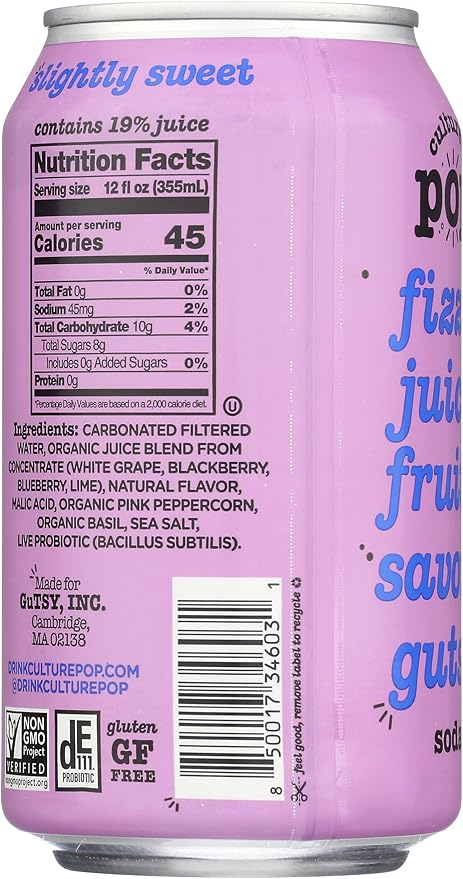 slightly sweet
contains 19% juice
Nutrition Facts
Serving size 12 fl oz (355mL)
Amount per serving
Calories 45
% Daily Value*
Total Fat 0g 0%
Sodium 45mg 2%
Total Carbohydrate 10g 4%
Total Sugars 8g
Includes 0g Added Sugars 0%
Protein 0g
*Percentage Daily Values are based on a 2,000 calorie diet.
U
Ingredients: CARBONATED FILTERED
WATER, ORGANIC JUICE BLEND FROM
CONCENTRATE (WHITE GRAPE, BLACKBERRY,
BLUEBERRY, LIME), NATURAL FLAVOR,
MALIC ACID, ORGANIC PINK PEPPERCORN,
ORGANIC BASIL, SEA SALT,
LIVE PROBIOTIC (BACILLUS SUBTILIS).
Made for
GuTSY, INC.
Cambridge,
MA 02138
DRINKCULTUREPOP.COM
@DRINKCULTUREPOP
NON
GMO
Project
VERIFIED
nongmoproject.org
dE
111
PROBIOTIC
gluten
GF
FREE
8 50017 34603 1
feel good, remove label to recycle
cultu
po
fizz
juic
frui
savo
guts
soda